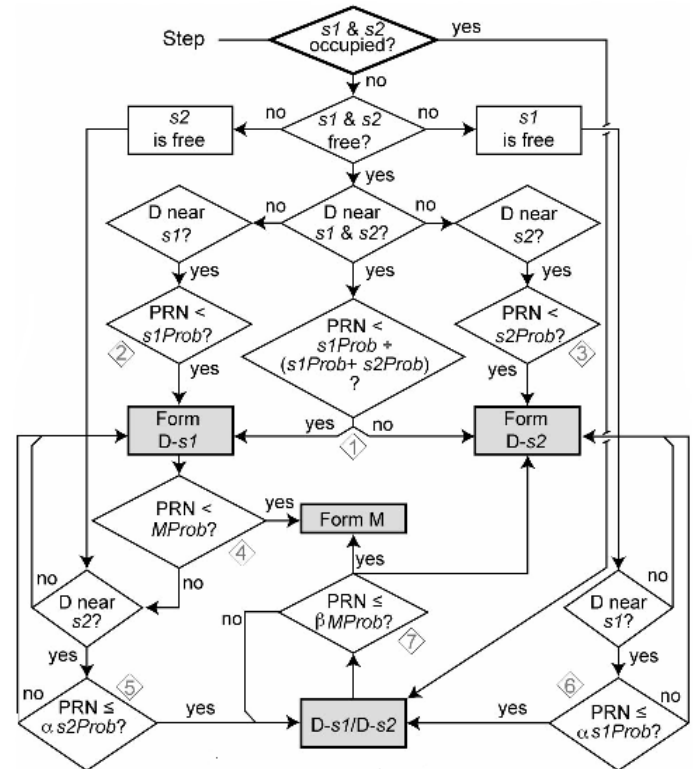 Step
s1 & s2
occupied?
yes
no
s2
is free
no
s1 & s2
free?
no
s1
is free
yes
D near
s1?
no
D near
s1 & s2?
no
D near
s2?
yes
yes
yes
PRN <
s1Prob?
PRN <
s1Prob ÷
(s1Prob+ s2Prob)
?
PRN <
s2Prob?
2
3
yes
yes
Form
D-s1
yes
no
Form
D-s2
1
PRN <
MProb?
yes
Form M
4
no
yes
no
D near
s2?
no
PRN ≤
βMProb?
7
D near
s1?
no
yes
yes
no
5
6
no
PRN ≤
αs2Prob?
yes
D-s1/D-s2
yes
PRN ≤
αs1Prob?